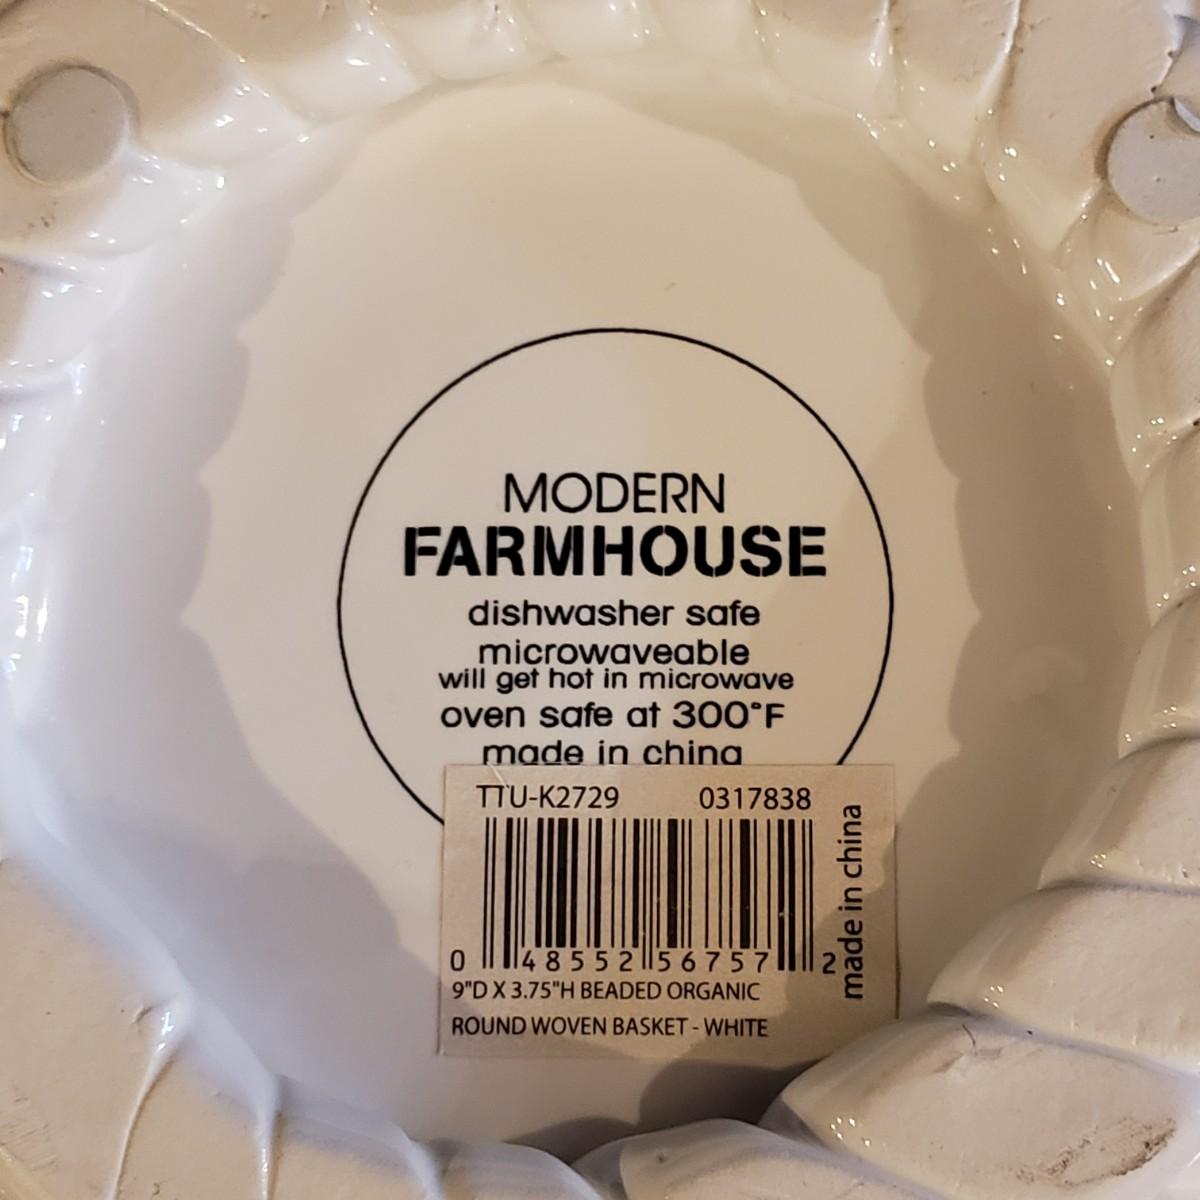 MODERN
FARMHOUSE
dishwasher safe
microwaveable
will get hot in microwave
oven safe at 300°F
made in china
TTU-K2729 0317838
0 48552 56757 2
9"D X 3.75"H BEADED ORGANIC
ROUND WOVEN BASKET - WHITE
made in china